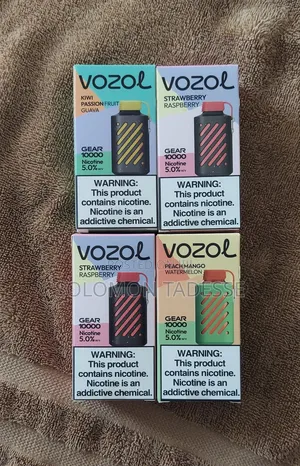 VOZOL
KIWI
PASSION FRUIT
GUAVA
GEAR
10000
Nicotine
5.0%
WARNING:
This product
contains nicotine.
Nicotine is an
addictive chemical.
VOZOL
STRAWBERRY
RASPBERRY
GEAR
10000
Nicotine
5.0%
WARNING:
This product
contains nicotine.
Nicotine is an
addictive chemical.
VOZOL
STRAWBERRY
RASPBERRY
GEAR
10000
Nicotine
5.0%
WARNING:
This product
contains nicotine.
Nicotine is an
addictive chemical.
VOZOL
PEACH MANGO
WATERMELON
GEAR
10000
Nicotine
5.0%
WARNING:
This product
contains nicotine.
Nicotine is an
addictive chemical.
SOLOMON TADESSE